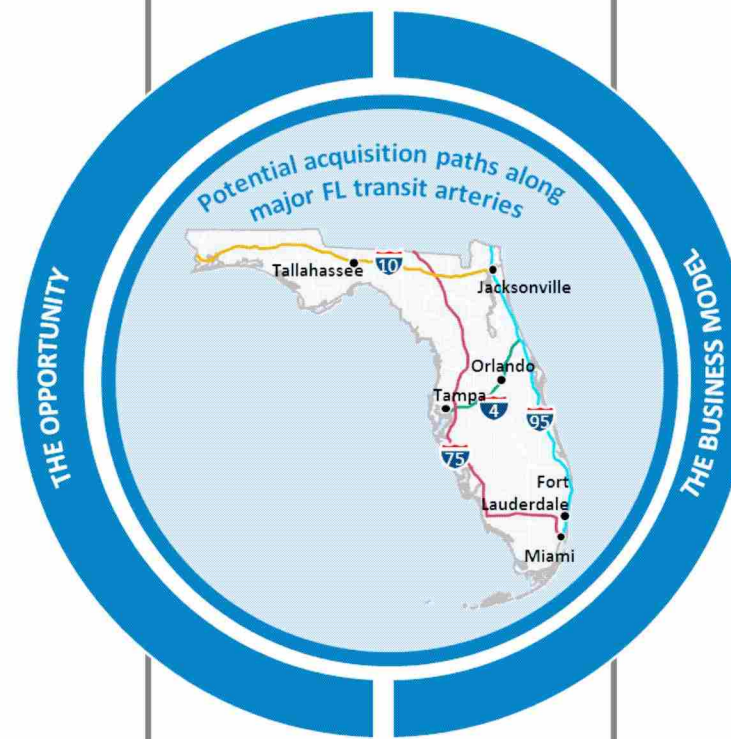 Potential acquisition paths along
major FL transit arteries
THE OPPORTUNITY
THE BUSINESS MODEL
10
Tallahassee
Jacksonville
Orlando
Tampa
4
95
75
Fort
Lauderdale
Miami